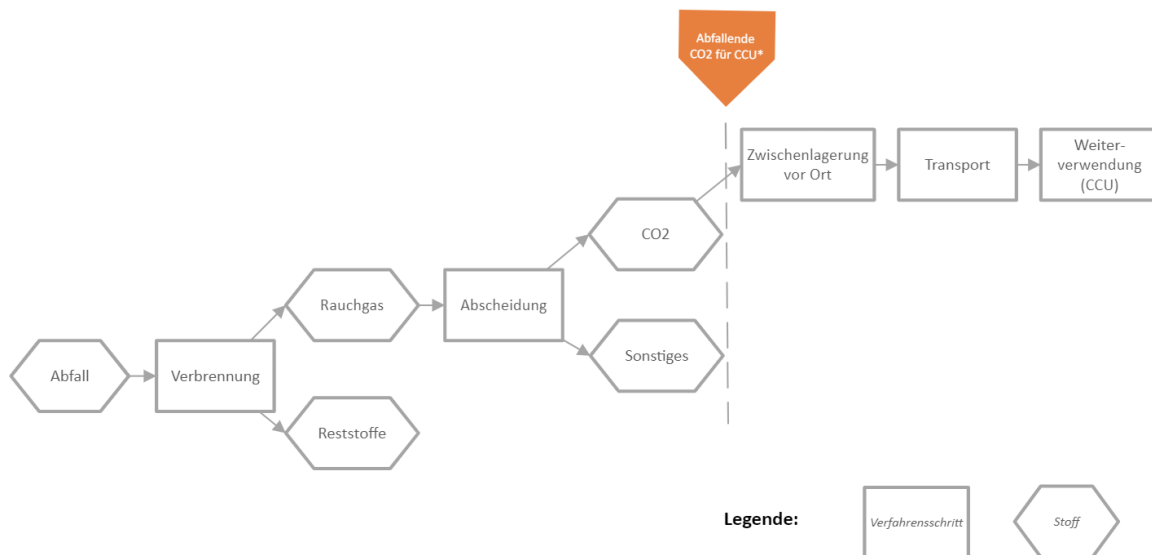 Abfallende
CO2 für CCU*
Zwischenlagerung
vor Ort
Transport
Weiter-
verwendung
(CCU)
CO2
Rauchgas
Abscheidung
Sonstiges
Abfall
Verbrennung
Reststoffe
Legende:
Verfahrensschritt
Stoff